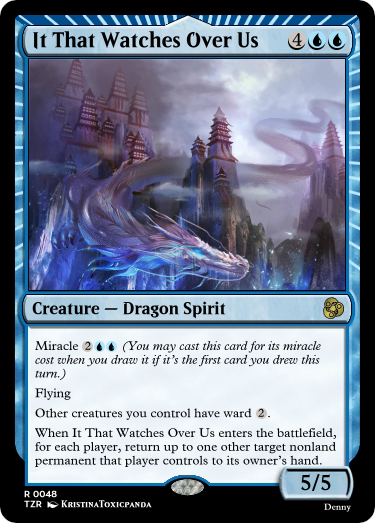 It That Watches Over Us 4
Creature — Dragon Spirit
Miracle 2 (You may cast this card for its miracle
cost when you draw it if it's the first card you drew this
turn.)
Flying
Other creatures you control have ward 2.
When It That Watches Over Us enters the battlefield,
for each player, return up to one other target nonland
permanent that player controls to its owner's hand.
5/5
R 0048
TZR KristinaToxicpanda
Denny